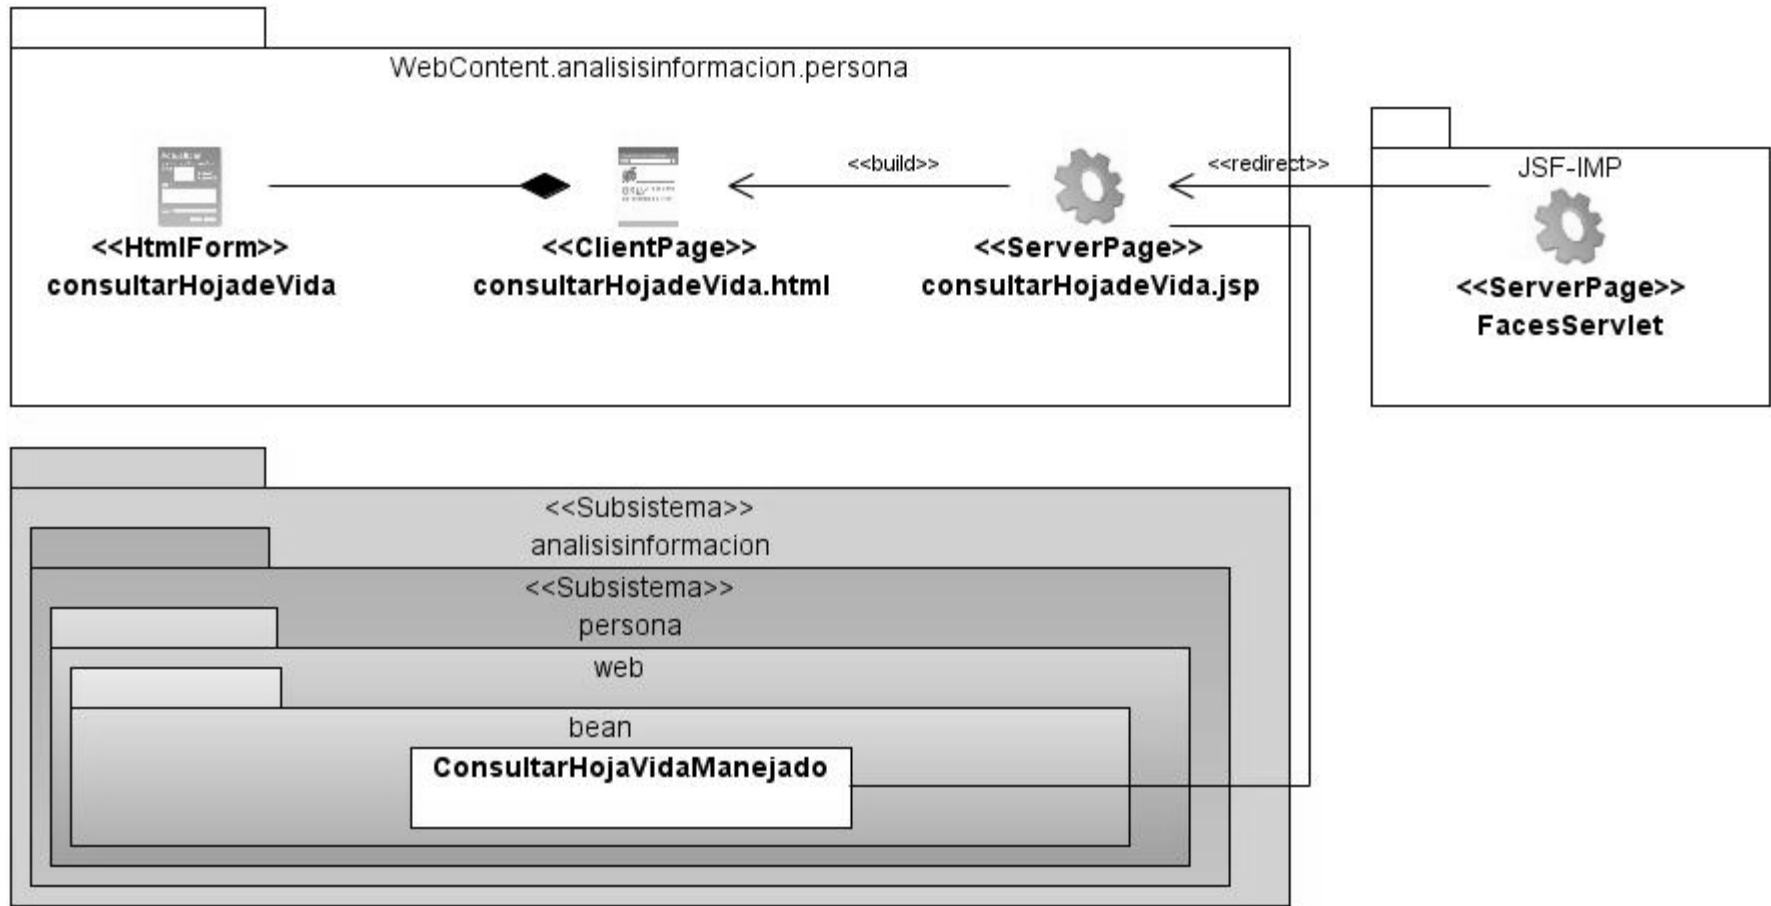 WebContent.analisisinformacion.persona
<<build>>
<<redirect>>
JSF-IMP
<<HtmlForm>>
consultarHojadeVida
<<ClientPage>>
consultarHojadeVida.html
<<ServerPage>>
consultarHojadeVida.jsp
<<ServerPage>>
FacesServlet
<<Subsistema>>
analisisinformacion
<<Subsistema>>
persona
web
bean
ConsultarHojaVidaManejado